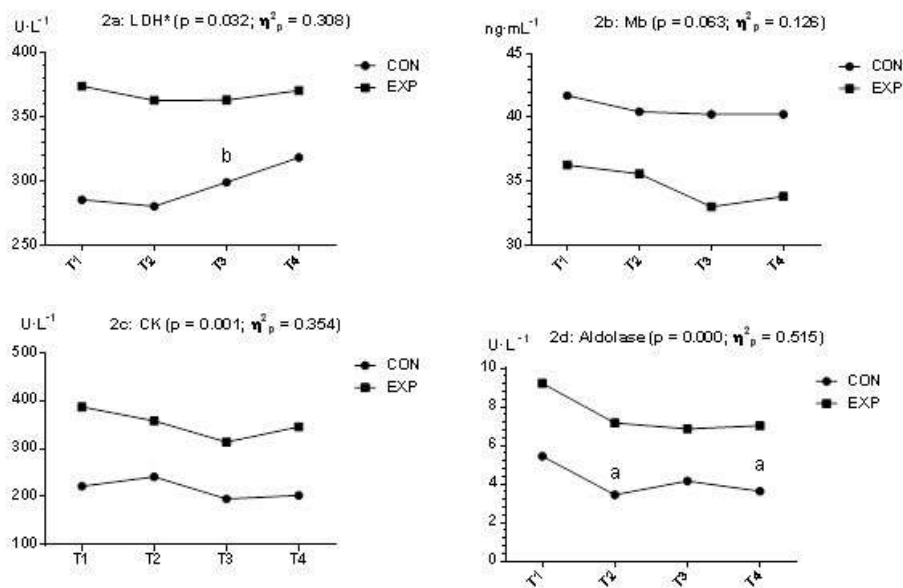 U·L⁻¹
2a: LDH* (p = 0.032; η²ₚ = 0.308)
400
350
300
250
b
T1
T2
T3
T4
CON
EXP
ng·mL⁻¹
2b: Mb (p = 0.063; η²ₚ = 0.126)
45
40
35
30
T1
T2
T3
T4
CON
EXP
U·L⁻¹
2c: CK (p = 0.001; η²ₚ = 0.354)
500
400
300
200
100
T1
T2
T3
T4
CON
EXP
U·L⁻¹
2d: Aldolase (p = 0.000; η²ₚ = 0.515)
10
8
6
4
2
0
a
a
T1
T2
T3
T4
CON
EXP